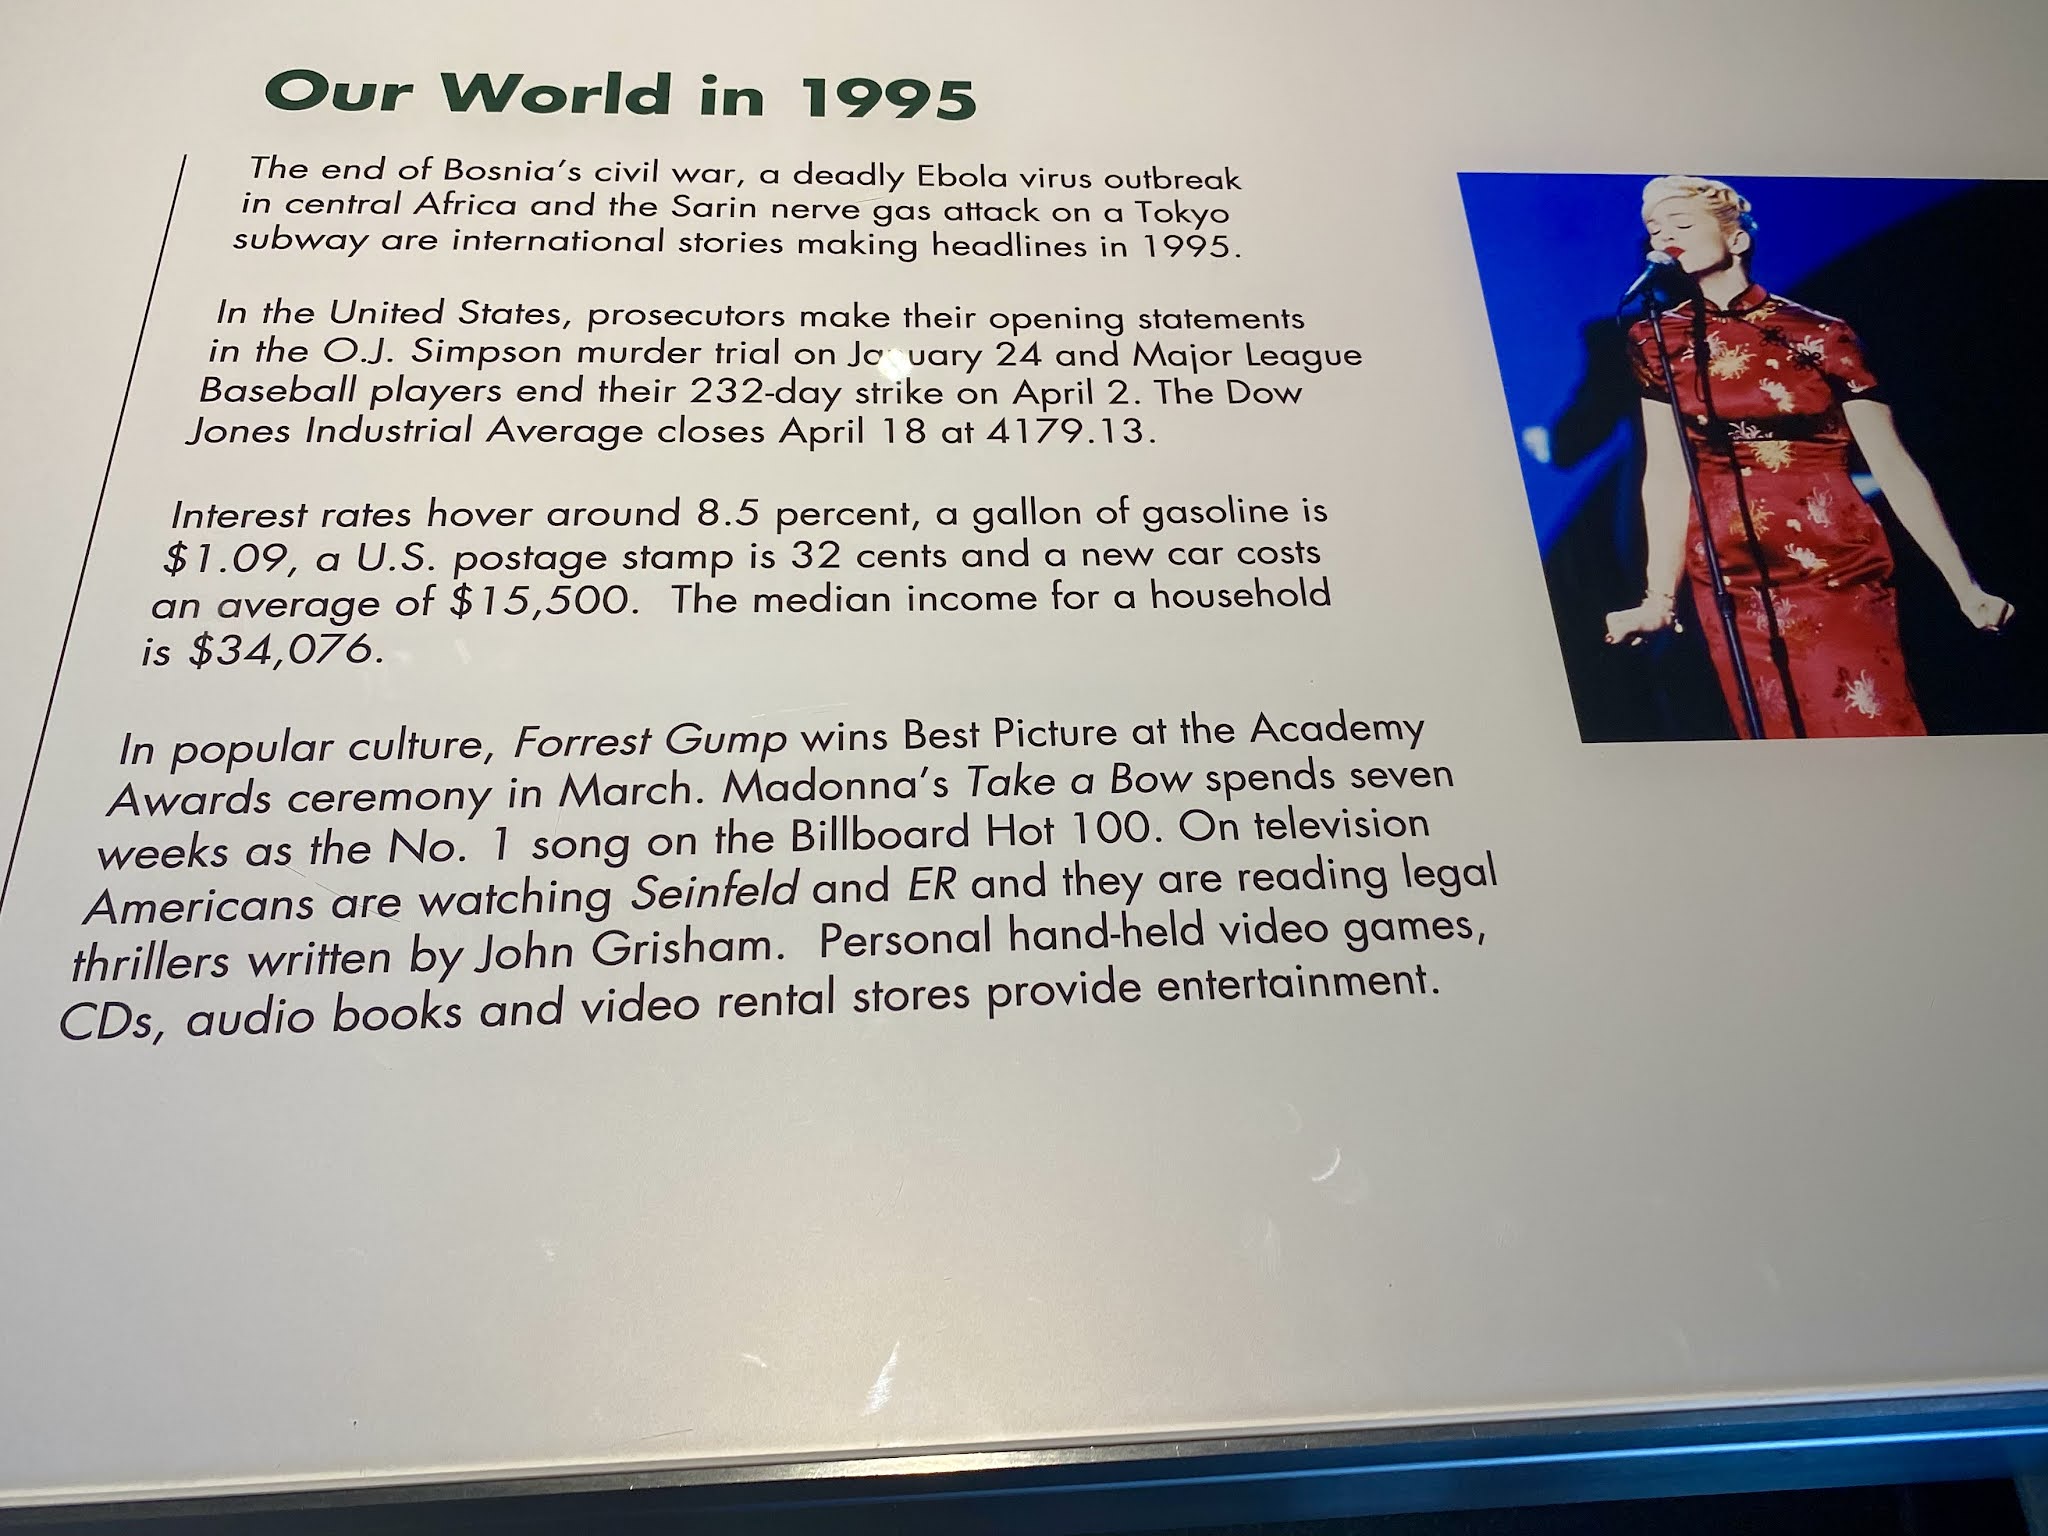 Our World in 1995
The end of Bosnia's civil war, a deadly Ebola virus outbreak
in central Africa and the Sarin nerve gas attack on a Tokyo
subway are international stories making headlines in 1995.
In the United States, prosecutors make their opening statements
in the O.J. Simpson murder trial on January 24 and Major League
Baseball players end their 232-day strike on April 2. The Dow
Jones Industrial Average closes April 18 at 4179.13.
Interest rates hover around 8.5 percent, a gallon of gasoline is
$1.09, a U.S. postage stamp is 32 cents and a new car costs
an average of $15,500. The median income for a household
is $34,076.
In popular culture, Forrest Gump wins Best Picture at the Academy
Awards ceremony in March. Madonna's Take a Bow spends seven
weeks as the No. 1 song on the Billboard Hot 100. On television
Americans are watching Seinfeld and ER and they are reading legal
thrillers written by John Grisham. Personal hand-held video games,
CDs, audio books and video rental stores provide entertainment.